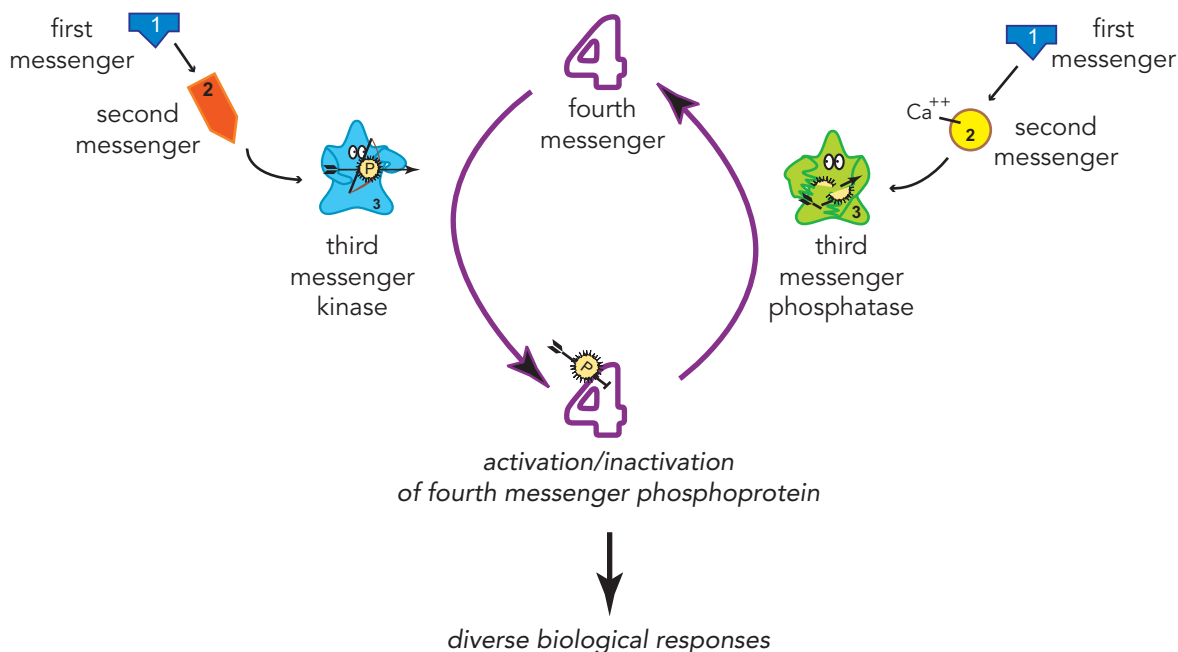 1
first
messenger
2
second
messenger
P
3
third
messenger
kinase
4
fourth
messenger
1
first
messenger
Ca++
2
second
messenger
3
third
messenger
phosphatase
P
4
activation/inactivation
of fourth messenger phosphoprotein
diverse biological responses